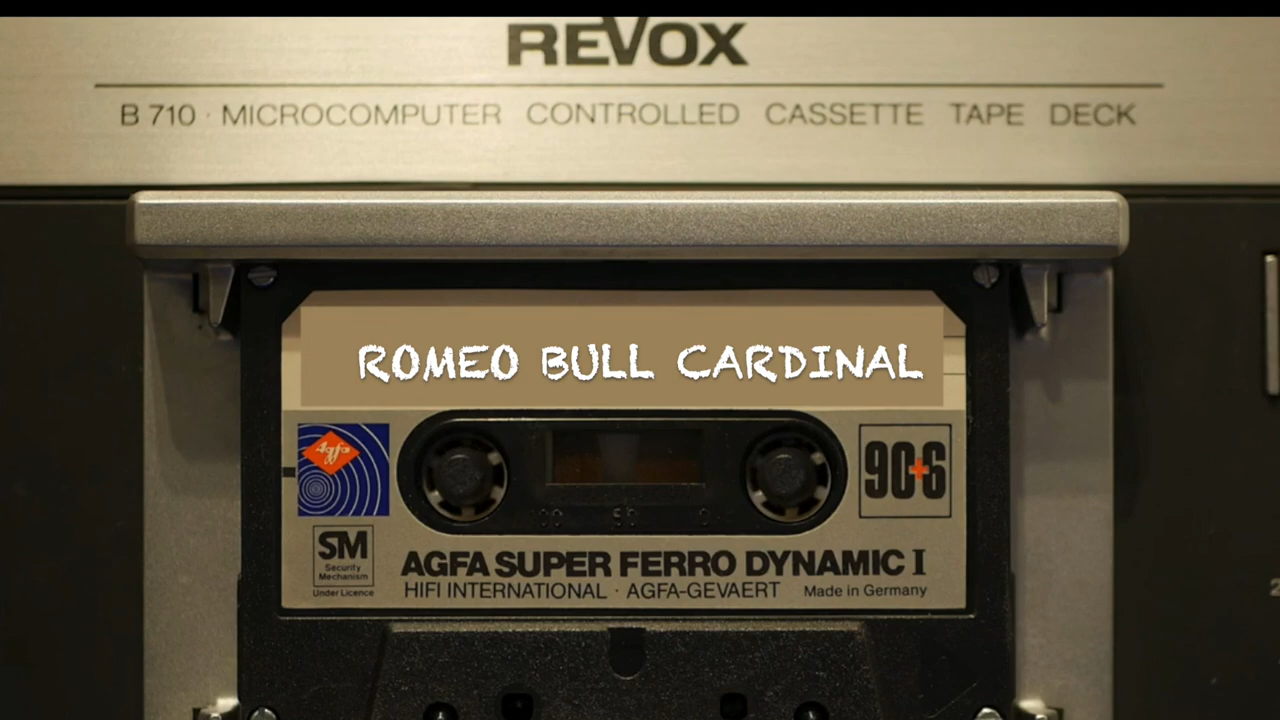 REVOX
B 710 · MICROCOMPUTER CONTROLLED CASSETTE TAPE DECK
ROMEO BULL CARDINAL
Agfa
90+6
SM
Security
Mechanism
Under Licence
AGFA SUPER FERRO DYNAMIC I
HIFI INTERNATIONAL · AGFA-GEVAERT Made in Germany